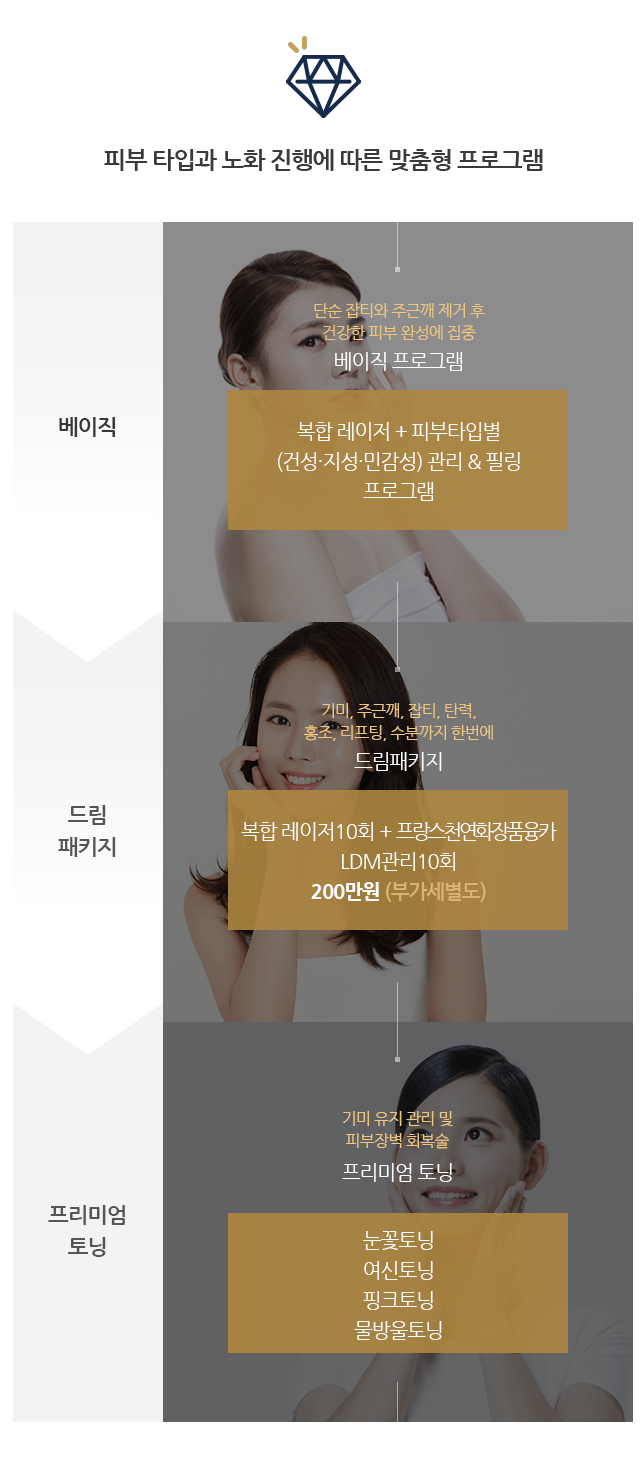 피부 타입과 노화 진행에 따른 맞춤형 프로그램
베이직
단순 잡티와 주근깨 제거 후
건강한 피부 완성에 집중
베이직 프로그램
복합 레이저 + 피부타입별
(건성·지성·민감성) 관리 & 필링
프로그램
드림
패키지
기미, 주근깨, 잡티, 탄력,
홍조, 리프팅, 수분까지 한번에
드림패키지
복합 레이저10회 + 프랑스천연화장품융카
LDM관리10회
200만원 (부가세별도)
프리미엄
토닝
기미 유지 관리 및
피부장벽 회복술
프리미엄 토닝
눈꽃토닝
여신토닝
핑크토닝
물방울토닝